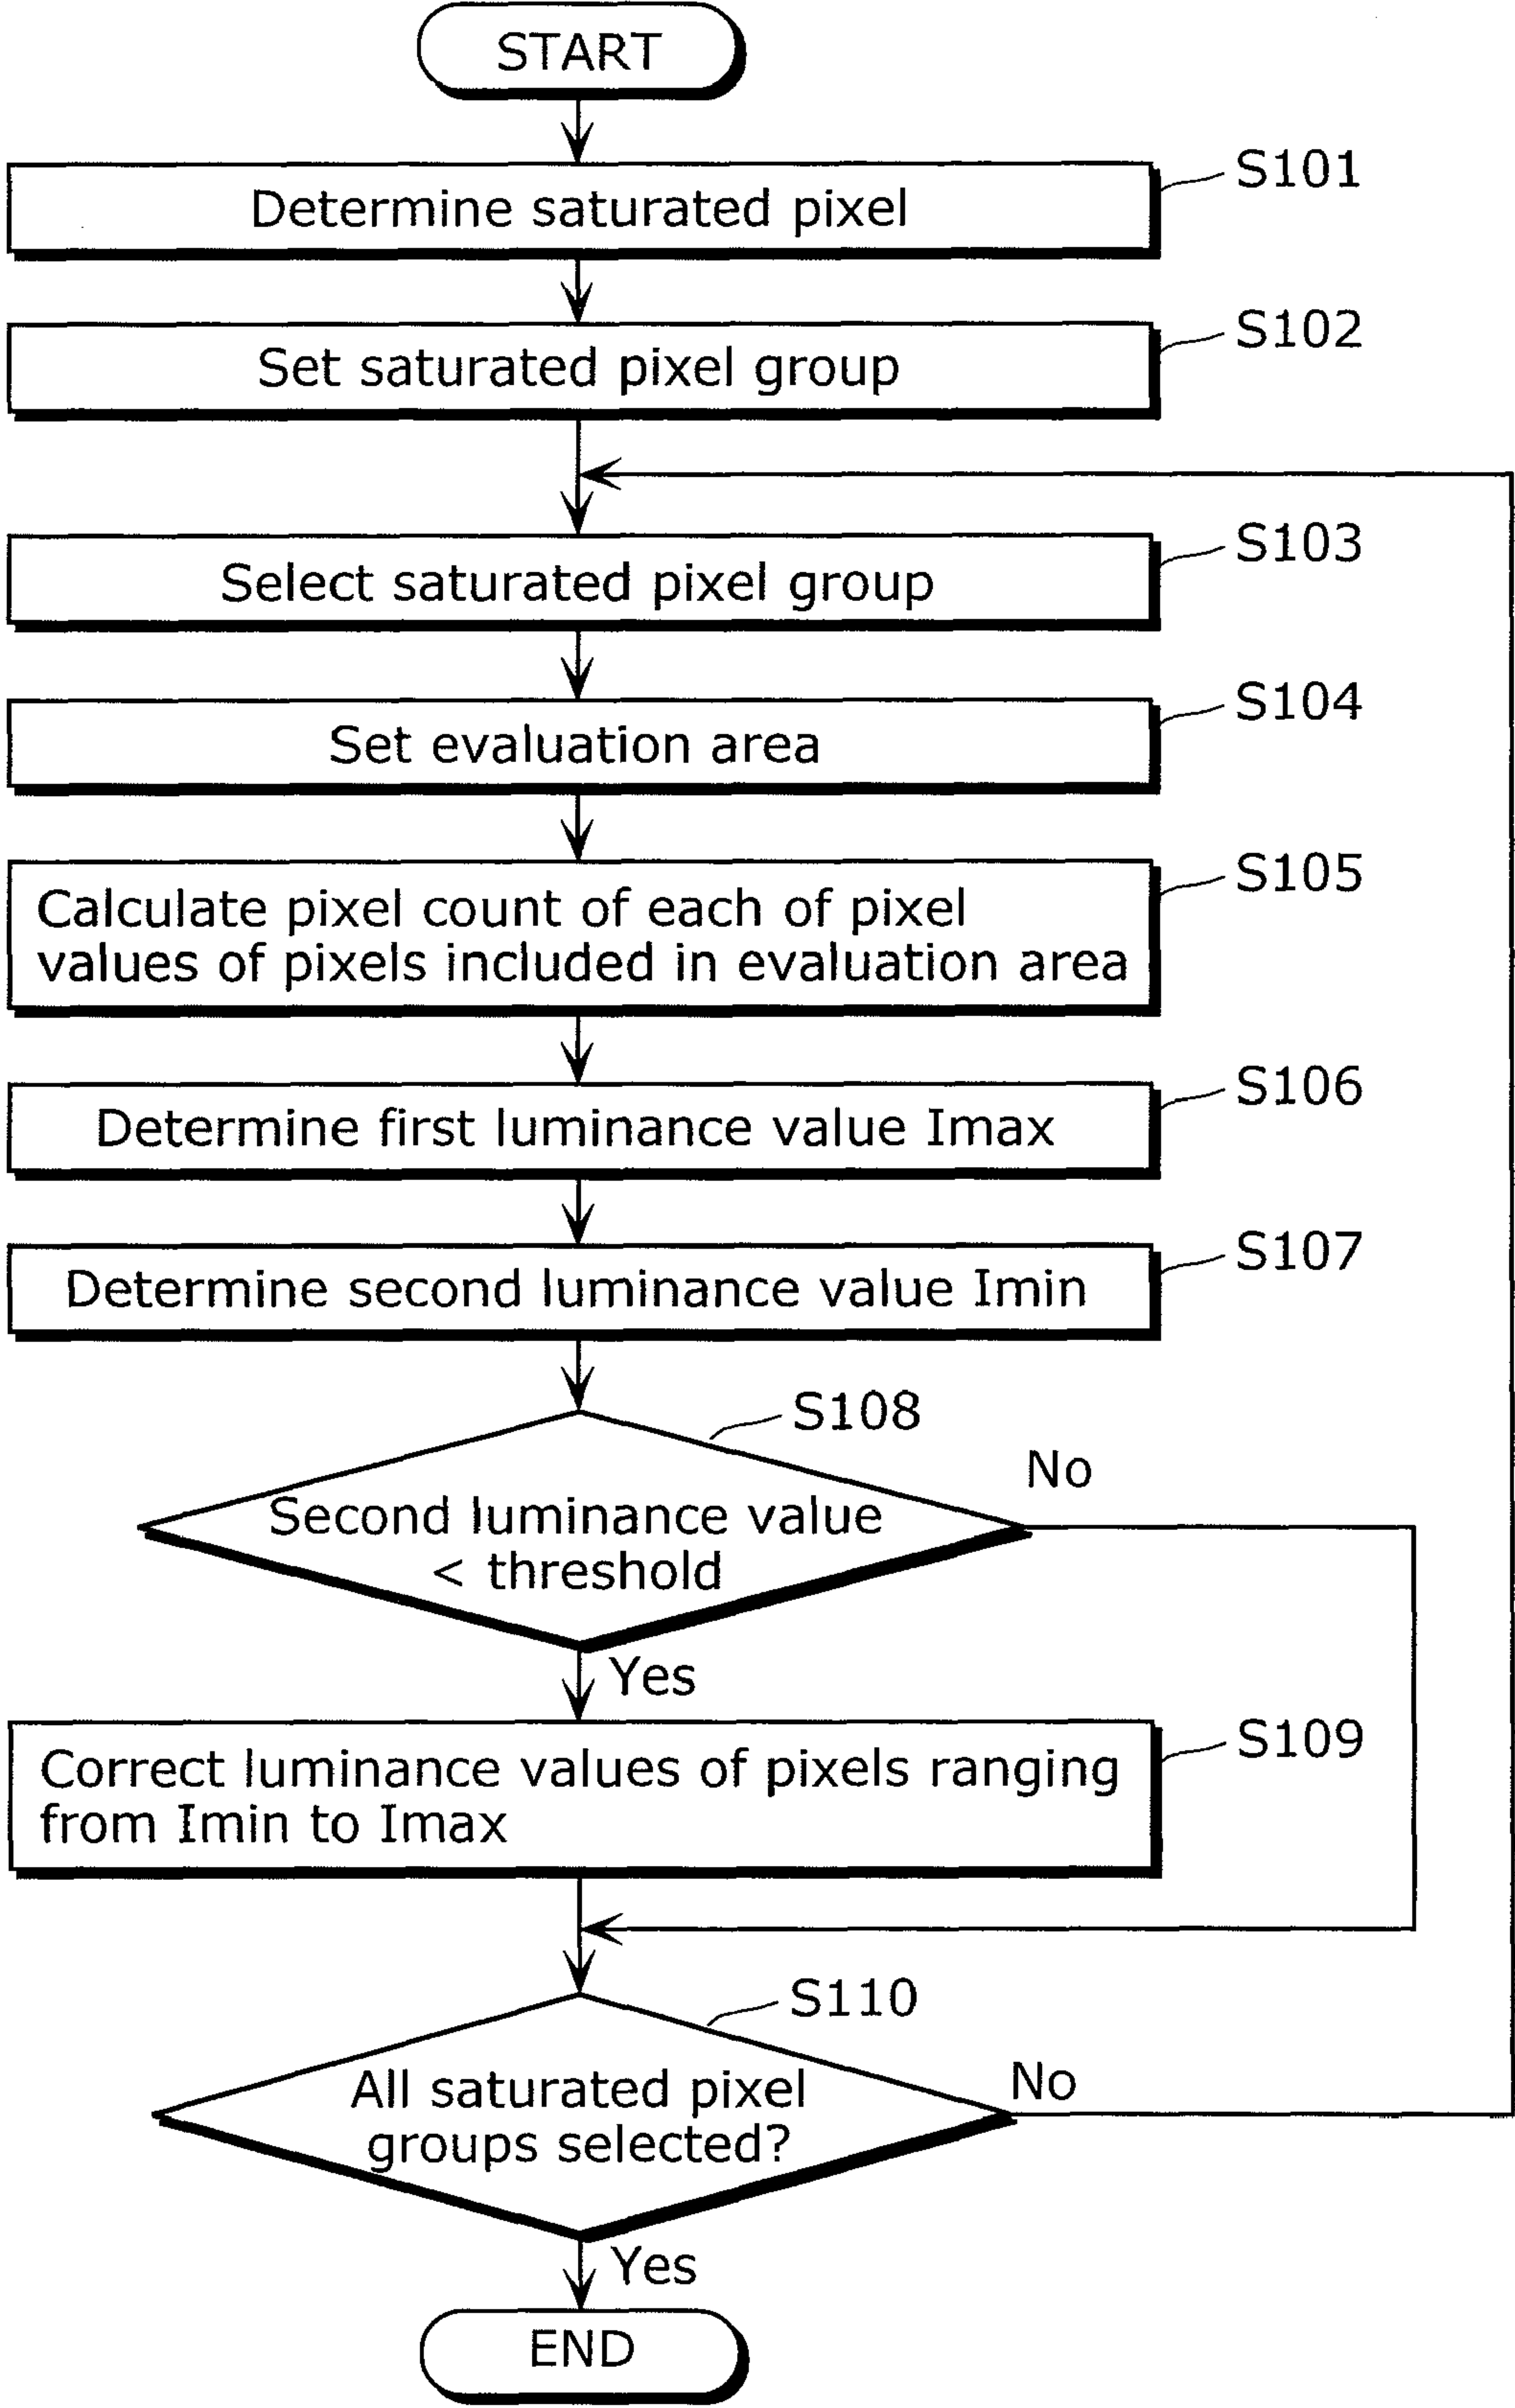 START
S101
Determine saturated pixel
S102
Set saturated pixel group
S103
Select saturated pixel group
S104
Set evaluation area
S105
Calculate pixel count of each of pixel
values of pixels included in evaluation area
S106
Determine first luminance value Imax
S107
Determine second luminance value Imin
S108
No
Second luminance value
< threshold
Yes
S109
Correct luminance values of pixels ranging
from Imin to Imax
S110
No
All saturated pixel
groups selected?
Yes
END